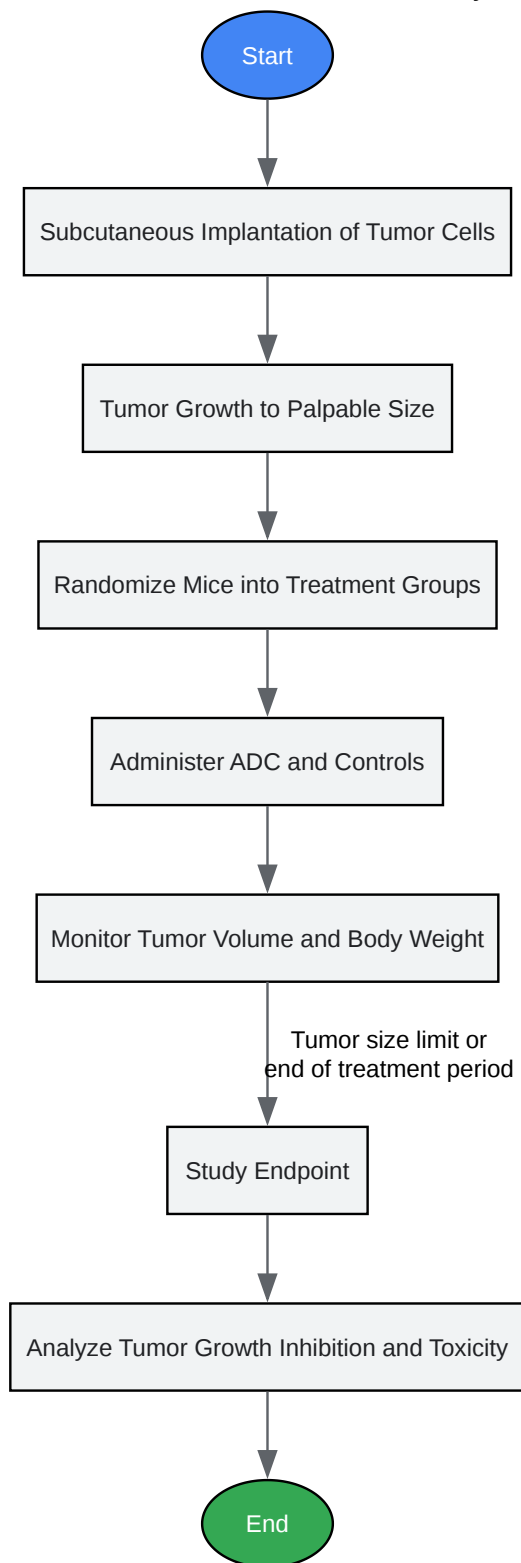 Start
Subcutaneous Implantation of Tumor Cells
Tumor Growth to Palpable Size
Randomize Mice into Treatment Groups
Administer ADC and Controls
Monitor Tumor Volume and Body Weight
Tumor size limit or
end of treatment period
Study Endpoint
Analyze Tumor Growth Inhibition and Toxicity
End